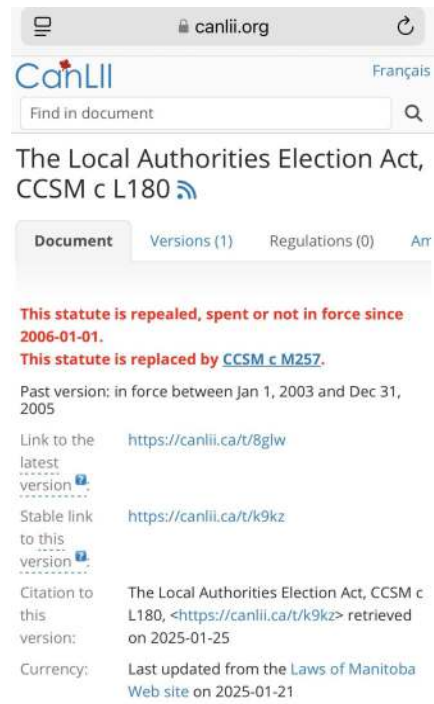 canlii.org
CanLII
Français
Find in document
The Local Authorities Election Act,
CCSM c L180
Document Versions (1) Regulations (0)
This statute is repealed, spent or not in force since
2006-01-01.
This statute is replaced by CCSM c M257.
Past version: in force between Jan 1, 2003 and Dec 31,
2005
Link to the https://canlii.ca/t/8glw
latest
version ?:
Stable link https://canlii.ca/t/k9kz
to this
version ?:
Citation to The Local Authorities Election Act, CCSM c
this L180, <https://canlii.ca/t/k9kz> retrieved
version: on 2025-01-25
Currency: Last updated from the Laws of Manitoba
Web site on 2025-01-21